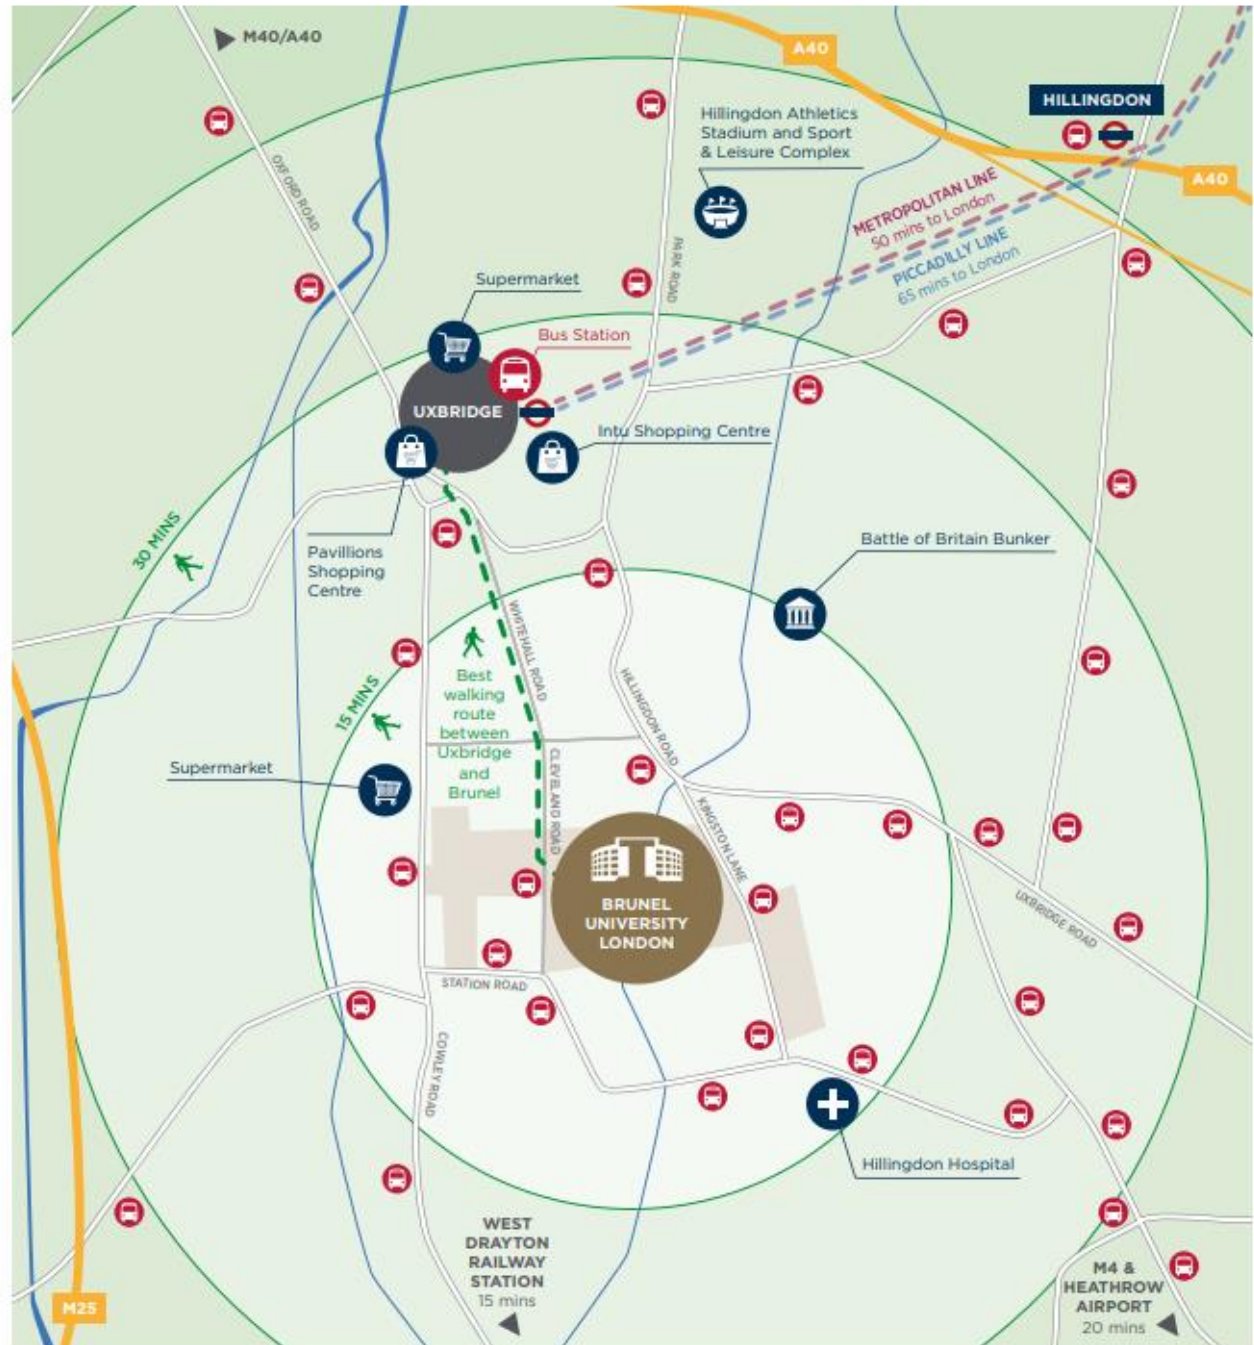 M40/A40
A40
HILLINGDON
Hillingdon Athletics
Stadium and Sport
& Leisure Complex
A40
OXFORD ROAD
METROPOLITAN LINE
50 mins to London
PICCADILLY LINE
65 mins to London
PARK ROAD
Supermarket
Bus Station
UXBRIDGE
Intu Shopping Centre
30 MINS
Pavillions
Shopping
Centre
Battle of Britain Bunker
WHITEHALL ROAD
15 MINS
Best
walking
route
between
Uxbridge
and
Brunel
HILLINGDON ROAD
Supermarket
CLEVELAND ROAD
KINGSTON LANE
BRUNEL
UNIVERSITY
LONDON
UXBRIDGE ROAD
STATION ROAD
COWLEY ROAD
Hillingdon Hospital
WEST
DRAYTON
RAILWAY
STATION
15 mins
M4 &
HEATHROW
AIRPORT
20 mins
M25